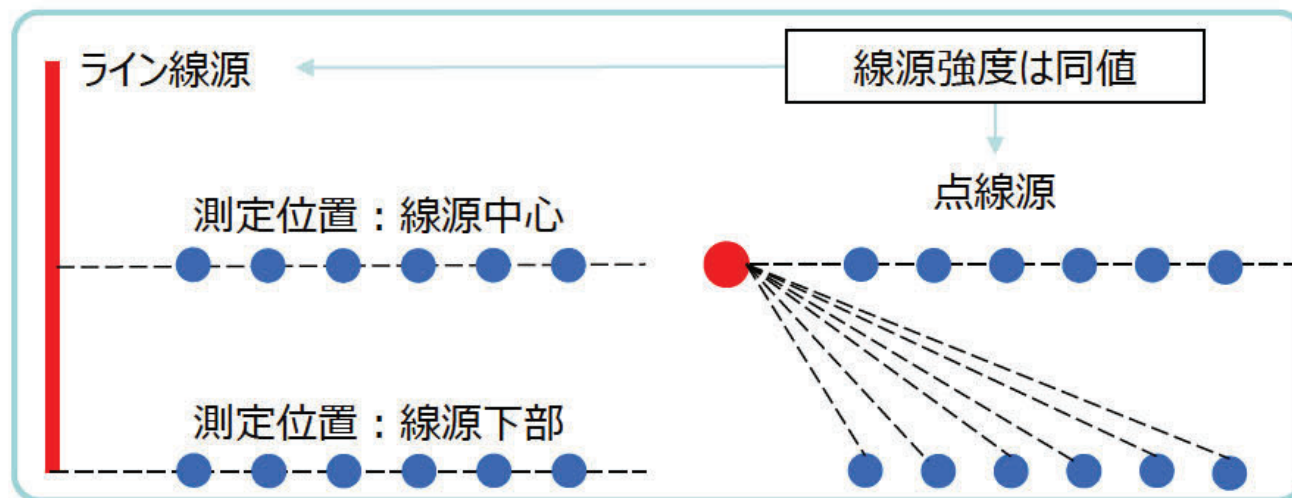 ライン線源
線源強度は同値
点線源
測定位置：線源中心
測定位置：線源下部